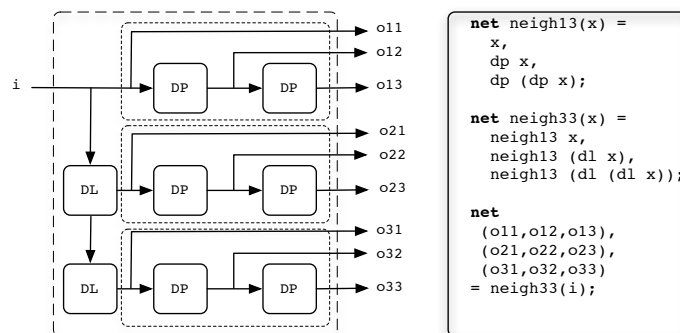 o11
o12
i
DP
DP
o13
o21
o22
DL
DP
DP
o23
o31
o32
DL
DP
DP
o33
net neigh13(x) =
x,
dp x,
dp (dp x);
net neigh33(x) =
neigh13 x,
neigh13 (dl x),
neigh13 (dl (dl x));
net
(o11,o12,o13),
(o21,o22,o23),
(o31,o32,o33)
= neigh33(i);